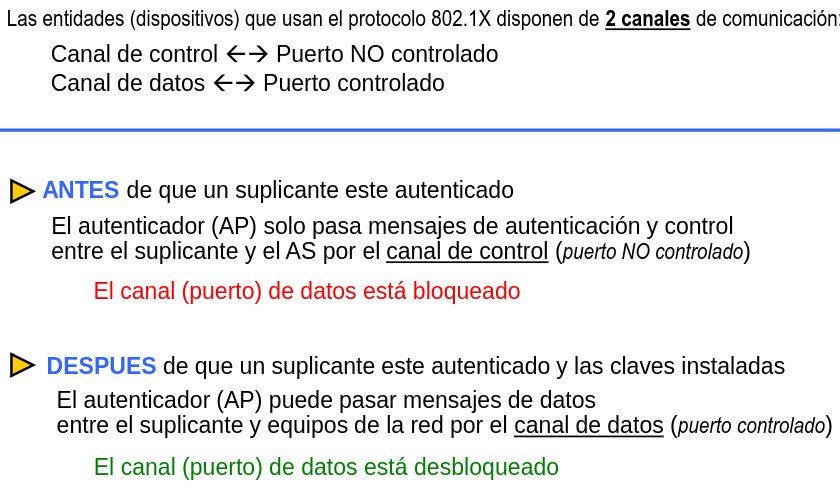 Las entidades (dispositivos) que usan el protocolo 802.1X disponen de 2 canales de comunicación:
Canal de control ←→ Puerto NO controlado
Canal de datos ←→ Puerto controlado
ANTES de que un suplicante este autenticado
El autenticador (AP) solo pasa mensajes de autenticación y control
entre el suplicante y el AS por el canal de control (puerto NO controlado)
El canal (puerto) de datos está bloqueado
DESPUES de que un suplicante este autenticado y las claves instaladas
El autenticador (AP) puede pasar mensajes de datos
entre el suplicante y equipos de la red por el canal de datos (puerto controlado)
El canal (puerto) de datos está desbloqueado